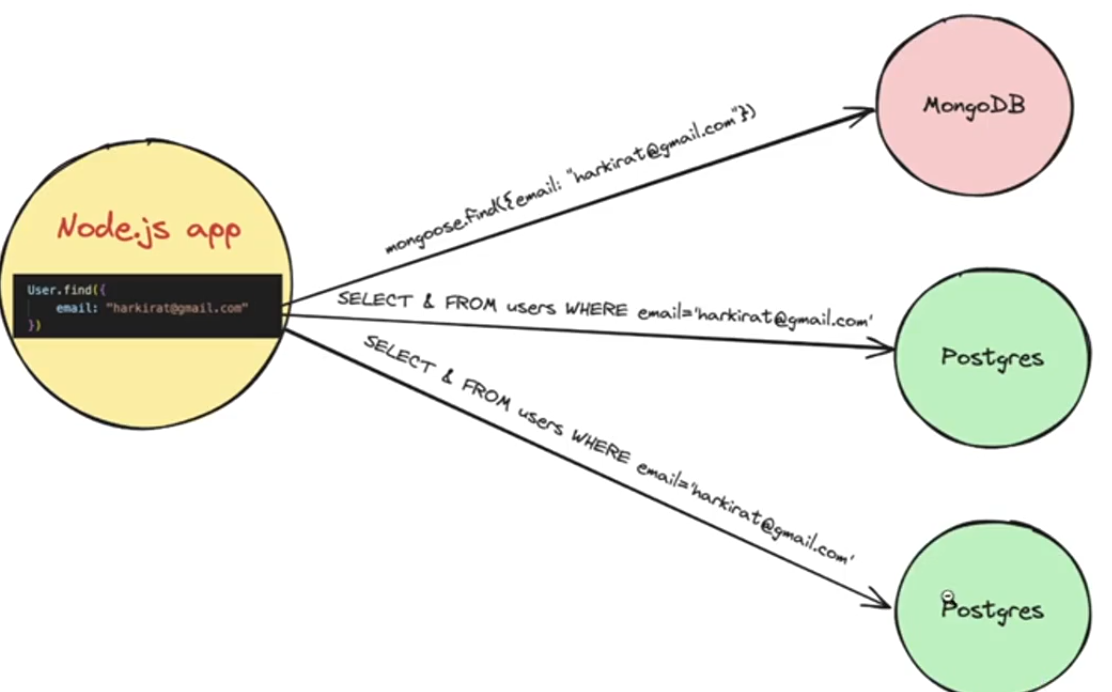 Node.js app
User.find({
email: "harkirat@gmail.com"
})
mongoose.find({email: "harkirat@gmail.com"})
MongoDB
SELECT & FROM users WHERE email='harkirat@gmail.com'
Postgres
SELECT & FROM users WHERE email='harkirat@gmail.com'
Postgres